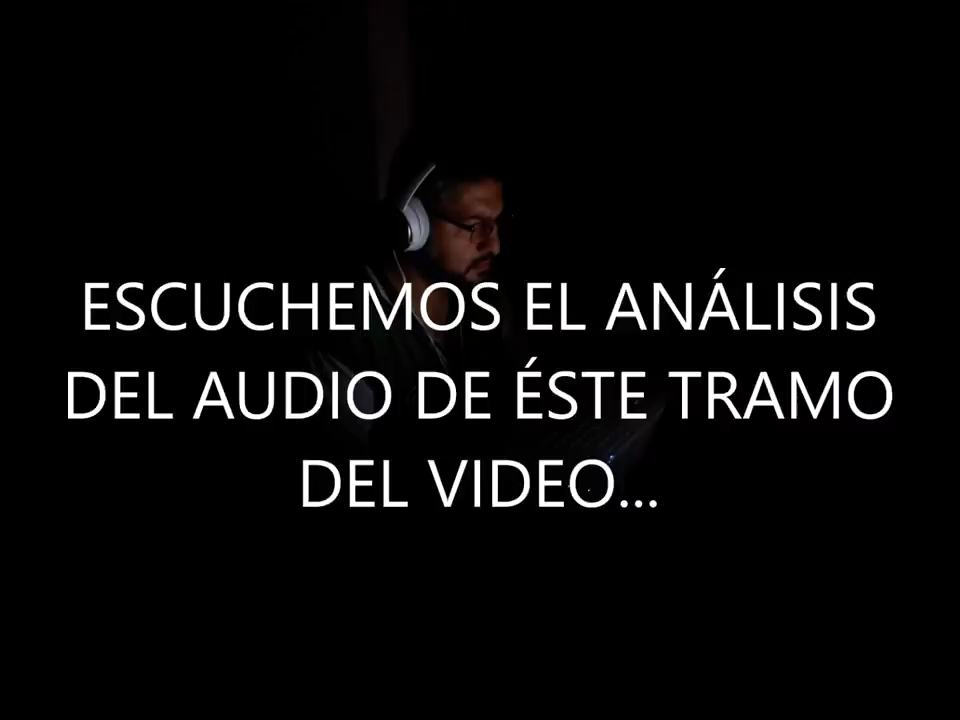 ESCUCHEMOS EL ANÁLISIS
DEL AUDIO DE ÉSTE TRAMO
DEL VIDEO...